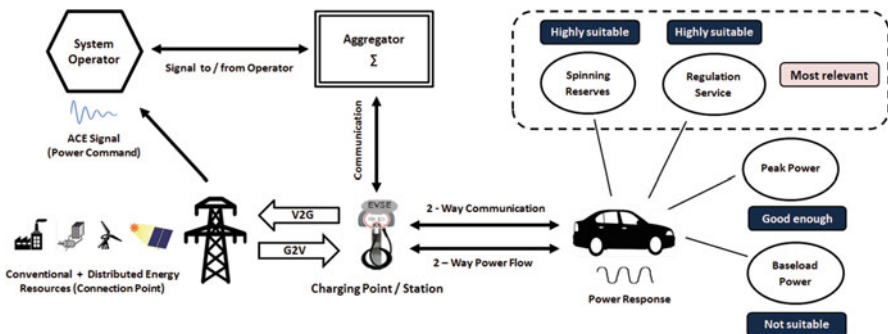 System
Operator
Signal to / from Operator
Aggregator
Σ
ACE Signal
(Power Command)
Communication
Conventional + Distributed Energy
Resources (Connection Point)
V2G
G2V
EVSE
Charging Point / Station
2 - Way Communication
2 – Way Power Flow
Power Response
Highly suitable
Highly suitable
Spinning
Reserves
Regulation
Service
Most relevant
Peak Power
Good enough
Baseload
Power
Not suitable